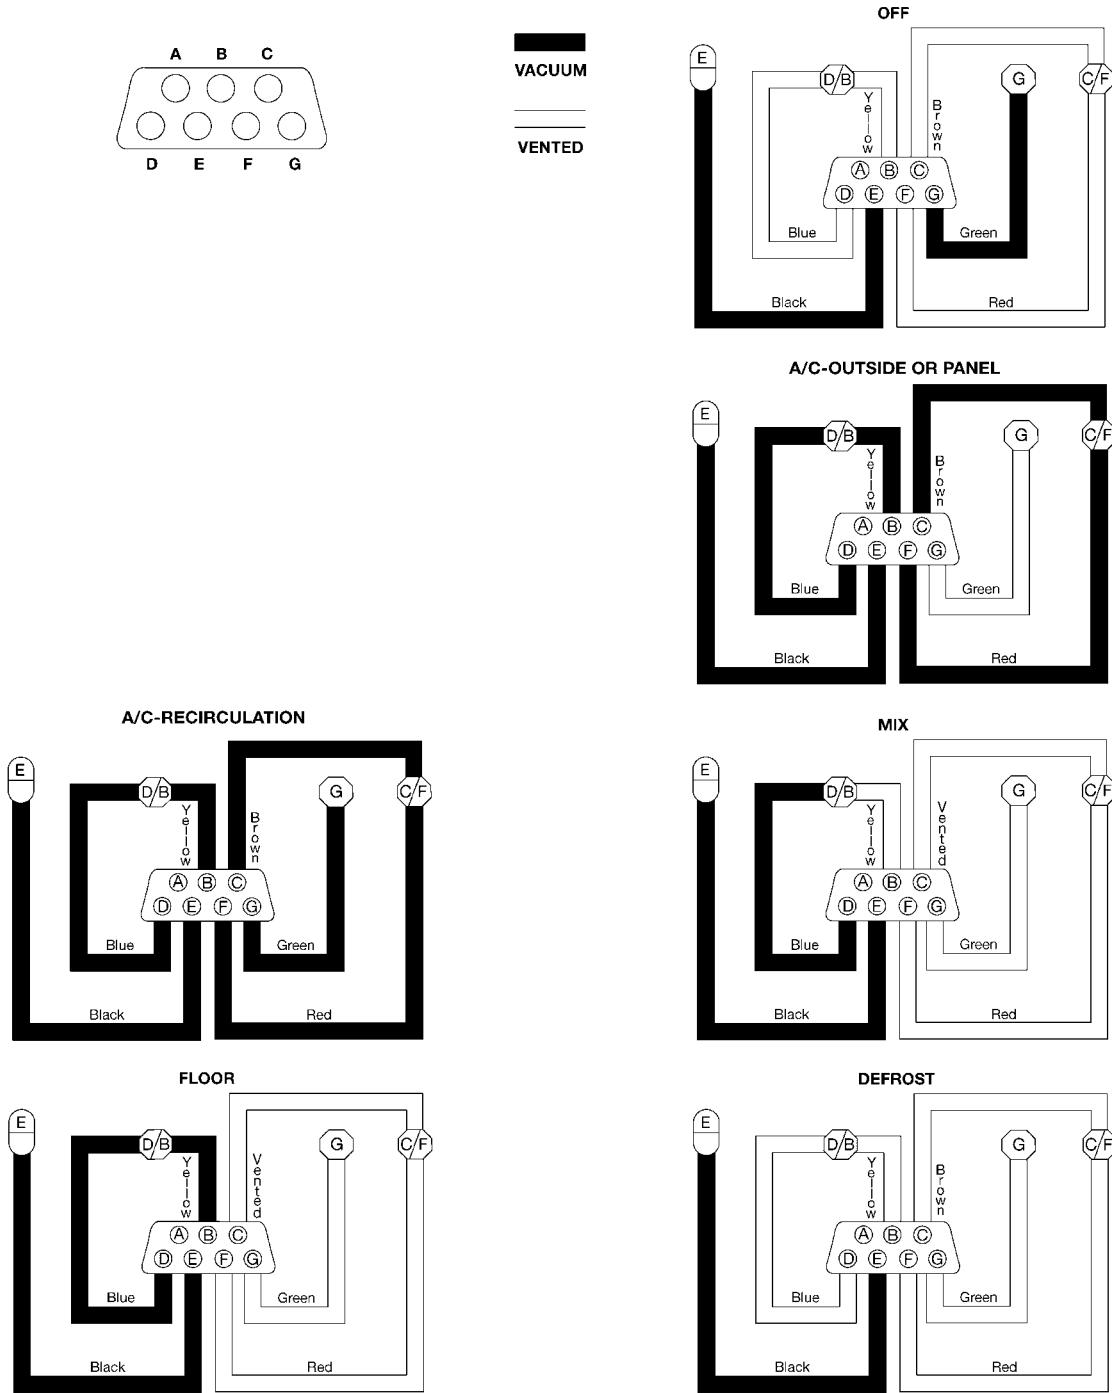 A B C
D E F G
VACUUM
VENTED
OFF
E
D/B
G
C/F
Yellow
Brown
A B C
D E F G
Blue
Green
Black
Red
A/C-OUTSIDE OR PANEL
E
D/B
G
C/F
Yellow
Brown
A B C
D E F G
Blue
Green
Black
Red
A/C-RECIRCULATION
E
D/B
G
C/F
Yellow
Brown
A B C
D E F G
Blue
Green
Black
Red
MIX
E
D/B
G
C/F
Yellow
Vented
A B C
D E F G
Blue
Green
Black
Red
FLOOR
E
D/B
G
C/F
Yellow
Vented
A B C
D E F G
Blue
Green
Black
Red
DEFROST
E
D/B
G
C/F
Yellow
Brown
A B C
D E F G
Blue
Green
Black
Red